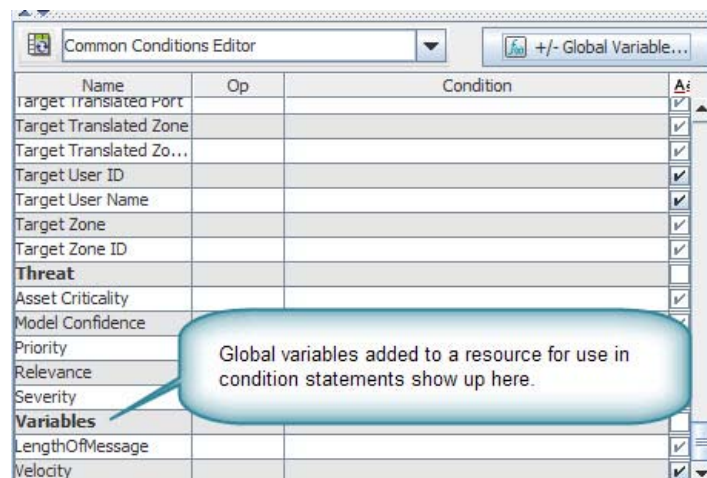 Common Conditions Editor
+/- Global Variable...
Name Op Condition
Target Translated Port
Target Translated Zone
Target Translated Zo...
Target User ID
Target User Name
Target Zone
Target Zone ID
Threat
Asset Criticality
Model Confidence
Priority
Relevance
Severity
Global variables added to a resource for use in
condition statements show up here.
Variables
LengthOfMessage
Velocity